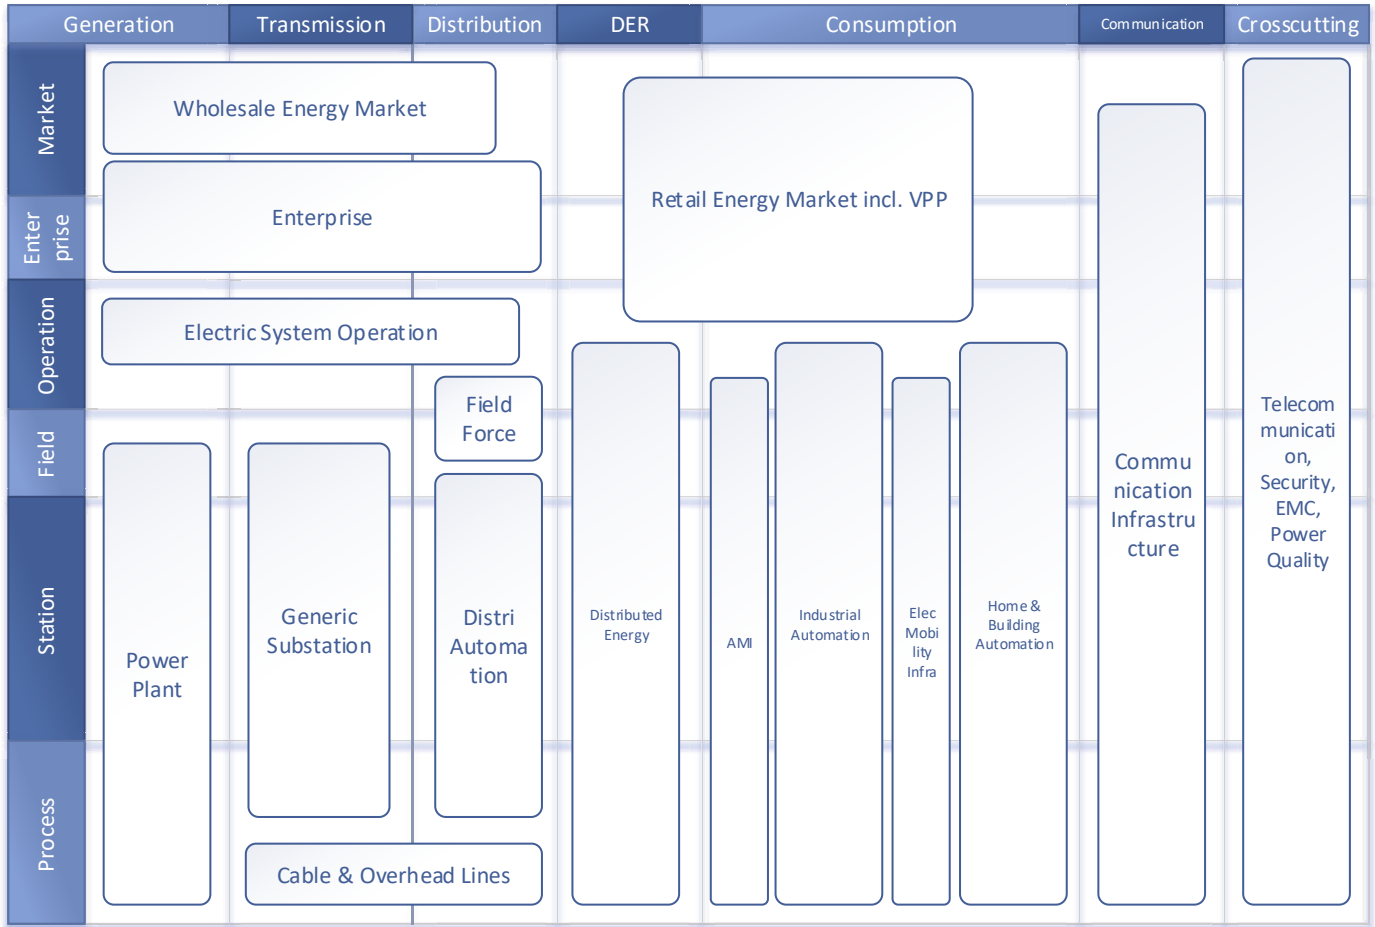 Generation
Transmission
Distribution
DER
Consumption
Communication
Crosscutting
Market
Enter
prise
Operation
Field
Station
Process
Wholesale Energy Market
Enterprise
Electric System Operation
Retail Energy Market incl. VPP
Field
Force
Power
Plant
Generic
Substation
Distri
Automa
tion
Cable & Overhead Lines
Distributed
Energy
AMI
Industrial
Automation
Elec
Mobi
lity
Infra
Home &
Building
Automation
Commu
nication
Infrastru
cture
Telecom
municati
on,
Security,
EMC,
Power
Quality